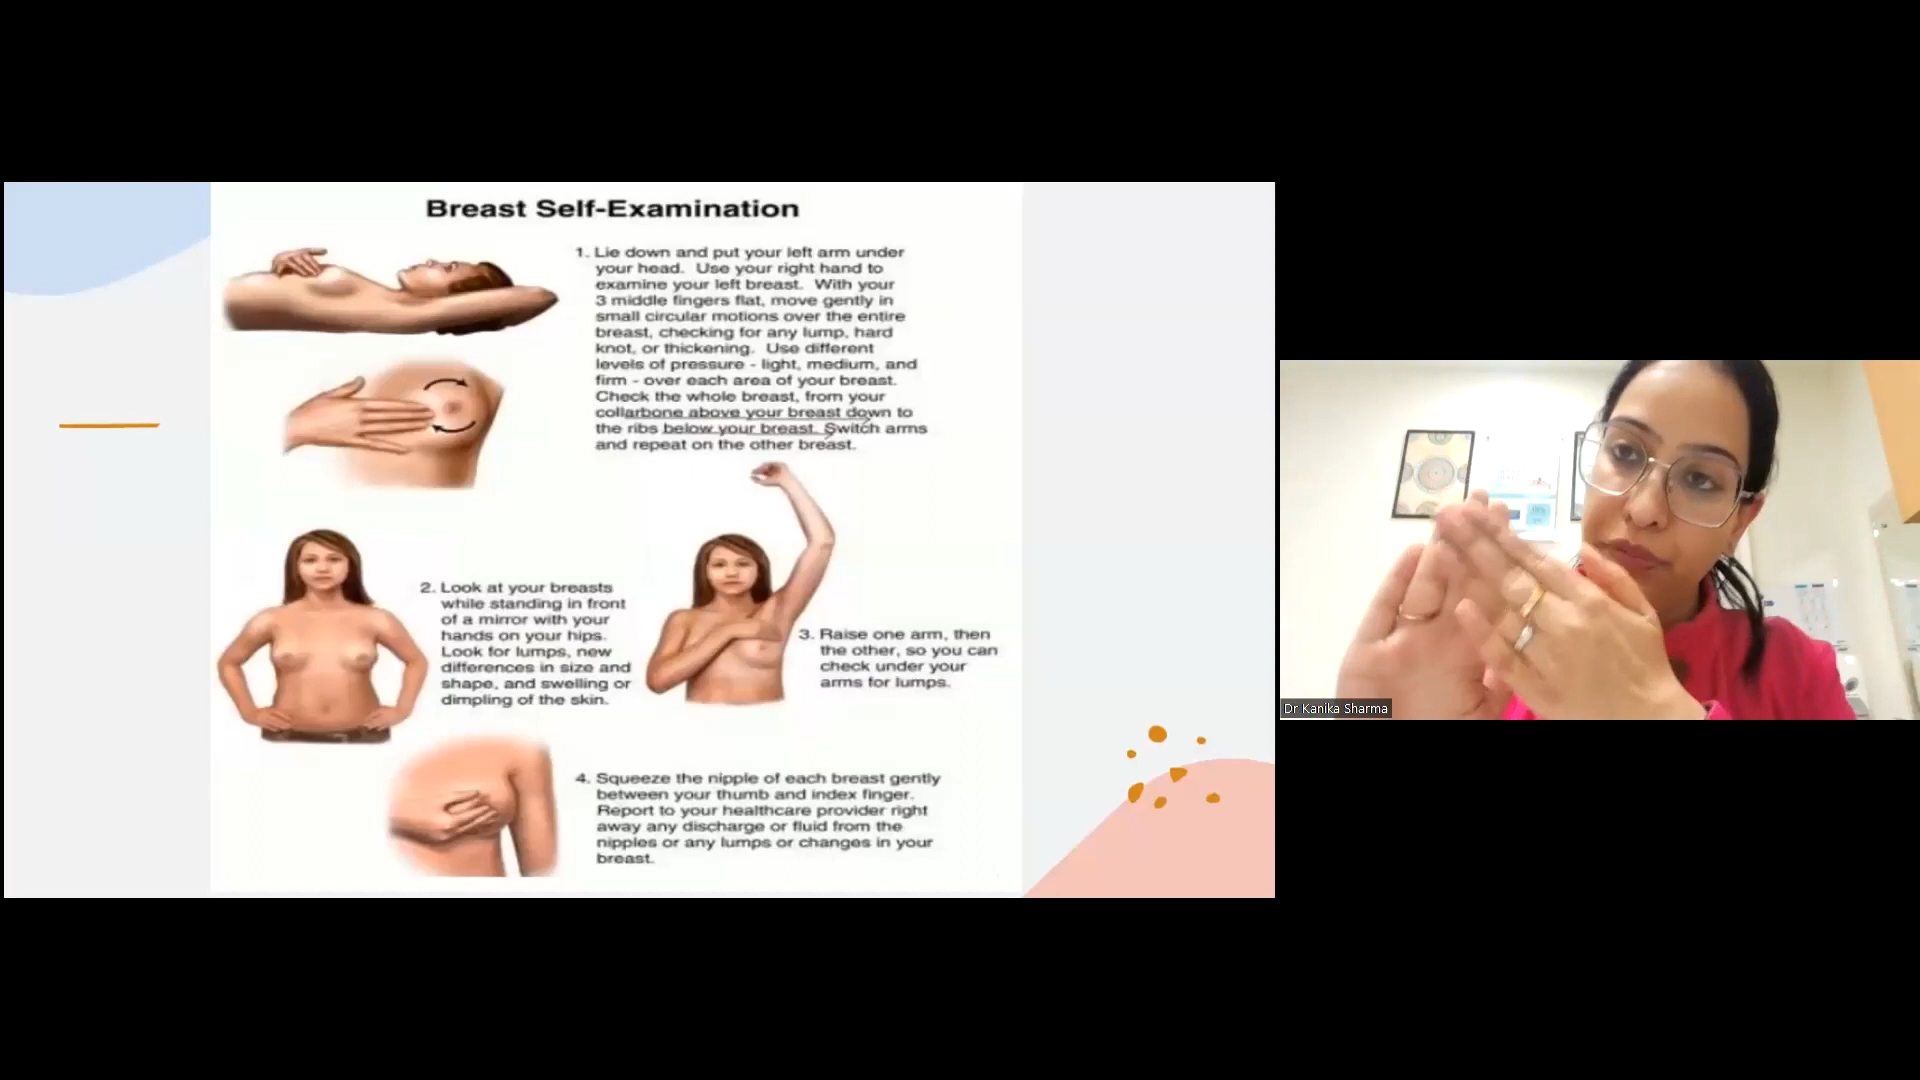 Breast Self-Examination
1. Lie down and put your left arm under
your head. Use your right hand to
examine your left breast. With your
3 middle fingers flat, move gently in
small circular motions over the entire
breast, checking for any lump, hard
knot, or thickening. Use different
levels of pressure - light, medium, and
firm - over each area of your breast.
Check the whole breast, from your
collarbone above your breast down to
the ribs below your breast. Switch arms
and repeat on the other breast.
2. Look at your breasts
while standing in front
of a mirror with your
hands on your hips.
Look for lumps, new
differences in size and
shape, and swelling or
dimpling of the skin.
3. Raise one arm, then
the other, so you can
check under your
arms for lumps.
4. Squeeze the nipple of each breast gently
between your thumb and index finger.
Report to your healthcare provider right
away any discharge or fluid from the
nipples or any lumps or changes in your
breast.
Dr Kanika Sharma